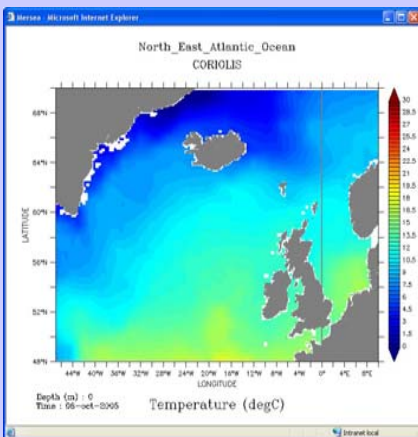 Mersea - Microsoft Internet Explorer
North_East_Atlantic_Ocean
CORIOLIS
68°N
64°N
60°N
56°N
52°N
48°N
LATITUDE
44°W 40°W 36°W 32°W 28°W 24°W 20°W 16°W 12°W 8°W 4°W 0° 4°E 8°E
LONGITUDE
30
28.5
27
25.5
24
22.5
21
19.5
18
16.5
15
13.5
12
10.5
9
7.5
6
4.5
3
1.5
0
Depth (m) : 0
Time : 05-oct-2005
Temperature (degC)
Intranet local